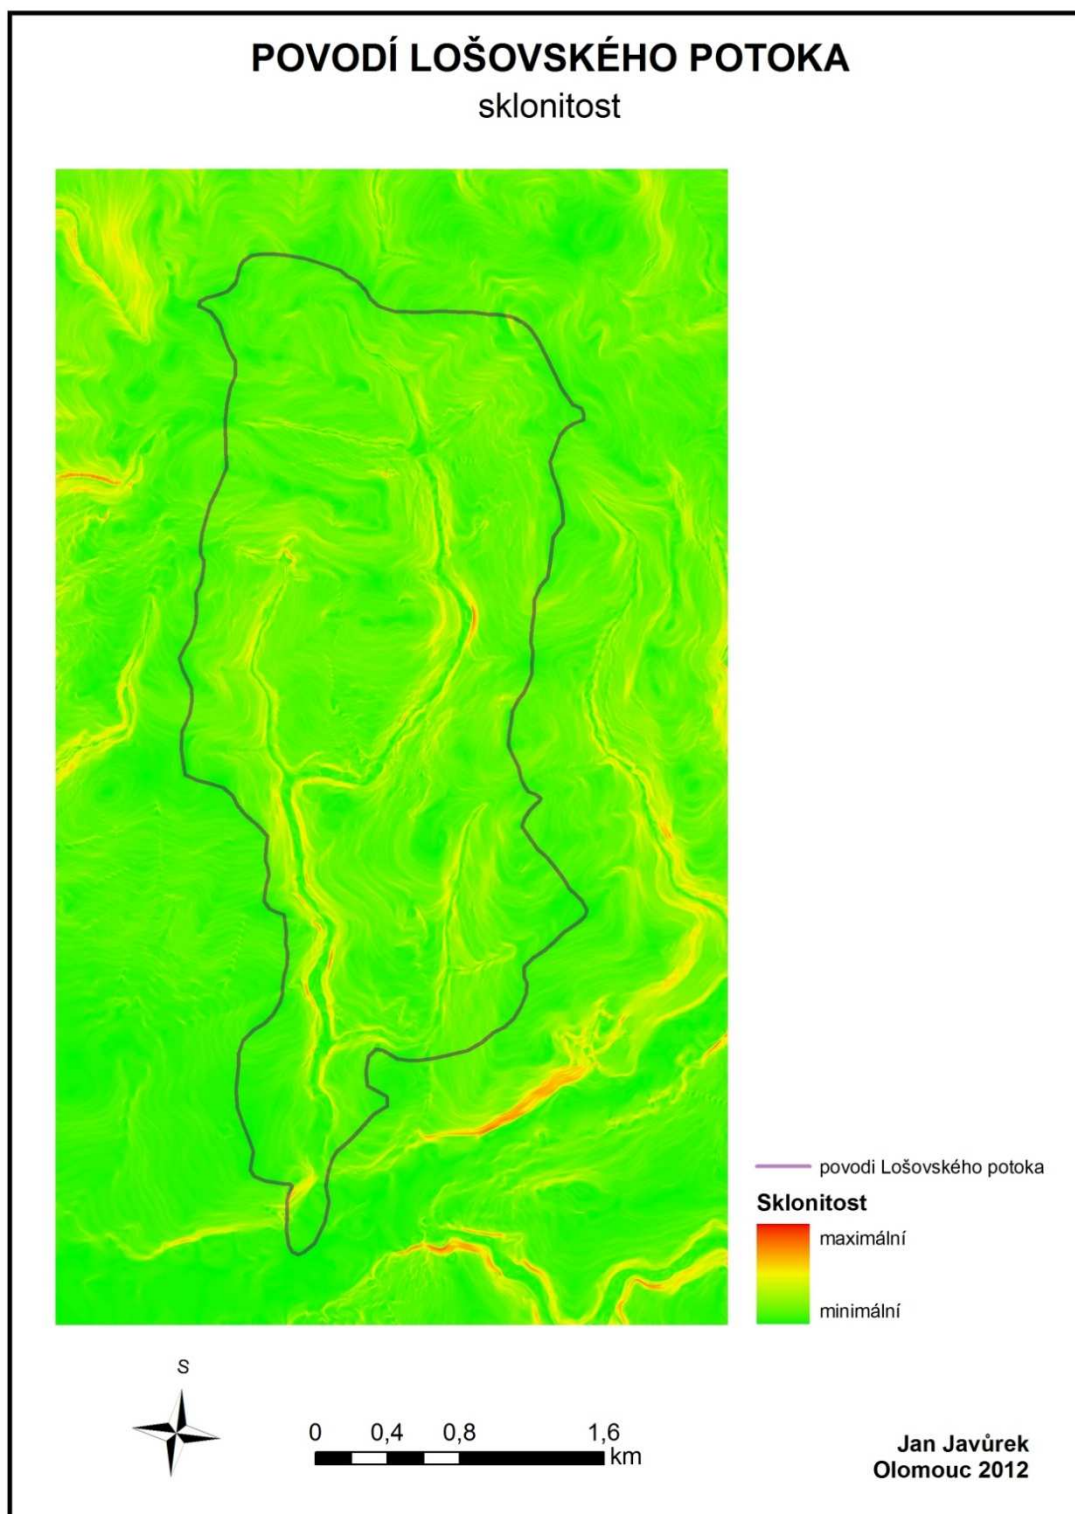 POVODÍ LOŠOVSKÉHO POTOKA
sklonitost
povodi Lošovského potoka
Sklonitost
maximální
minimální
S
0 0,4 0,8 1,6
km
Jan Javůrek
Olomouc 2012